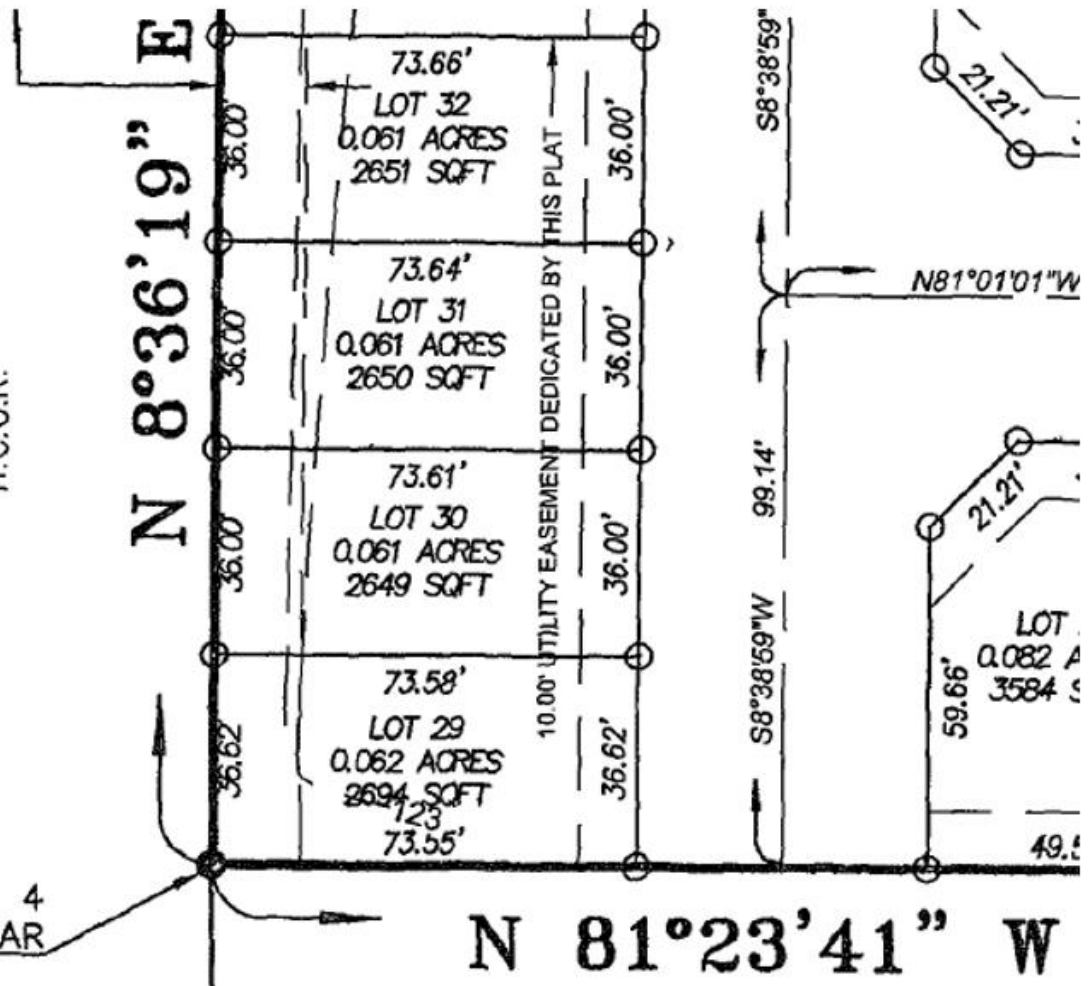 N 8°36'19" E
73.66'
LOT 32
0.061 ACRES
2651 SQFT
36.00'
36.00'
73.64'
LOT 31
0.061 ACRES
2650 SQFT
36.00'
36.00'
73.61'
LOT 30
0.061 ACRES
2649 SQFT
36.00'
36.00'
73.58'
LOT 29
0.062 ACRES
2694 SQFT
123
73.55'
36.62'
36.62'
10.00' UTILITY EASEMENT DEDICATED BY THIS PLAT
S8°38'59"
N81°01'01"W
99.14'
S8°38'59"W
21.21'
21.21'
LOT
0.082 A
3584 S
59.66'
49.5
4
AR
N 81°23'41" W